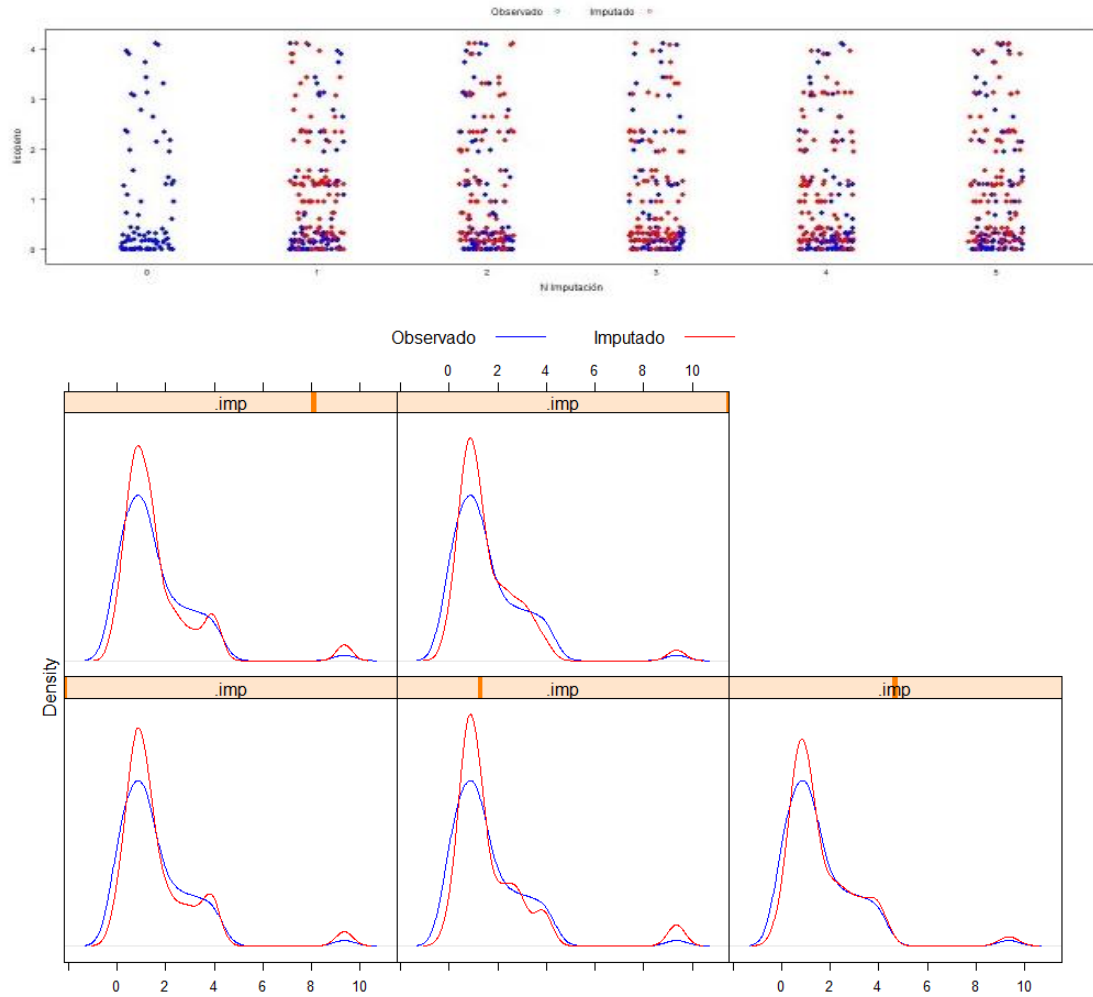 Observado Imputado
4
3
2
1
0
licopeno
0 1 2 3 4 5
N Imputación
Observado Imputado
0 2 4 6 8 10
.imp .imp
Density
.imp .imp .imp
0 2 4 6 8 10 0 2 4 6 8 10